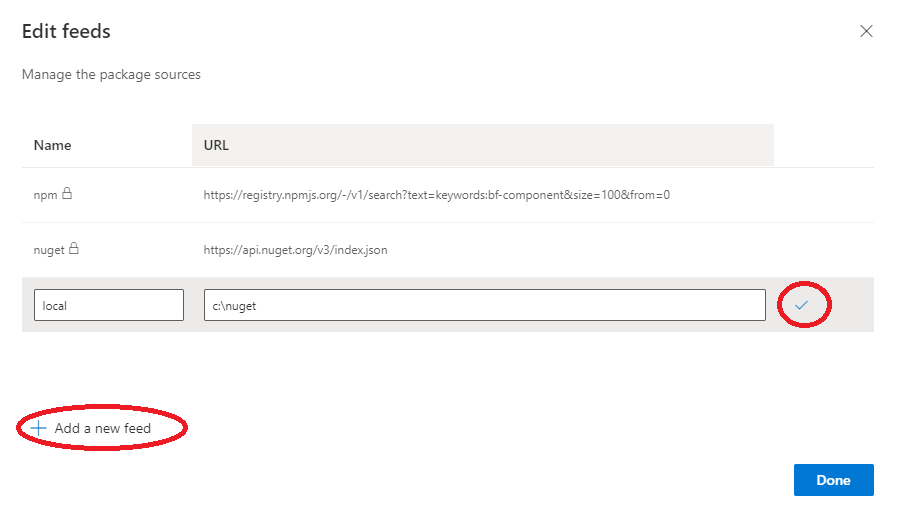 Edit feeds
Manage the package sources
Name URL
npm https://registry.npmjs.org/-/v1/search?text=keywords:bf-component&size=100&from=0
nuget https://api.nuget.org/v3/index.json
local c:\nuget
Add a new feed
Done